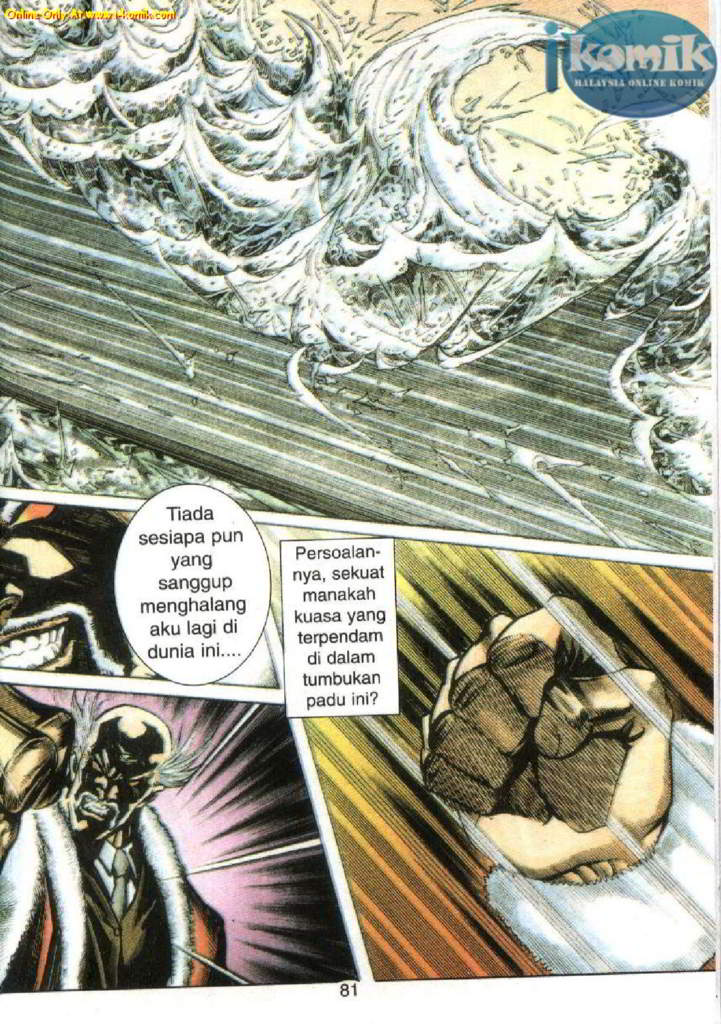 Online Only At www.i4komik.com
ikomik
MALAYSIA ONLINE KOMIK
Tiada
sesiapa pun
yang
sanggup
menghalang
aku lagi di
dunia ini....
Persoalan-
nya, sekuat
manakah
kuasa yang
terpendam
di dalam
tumbukan
padu ini?
81